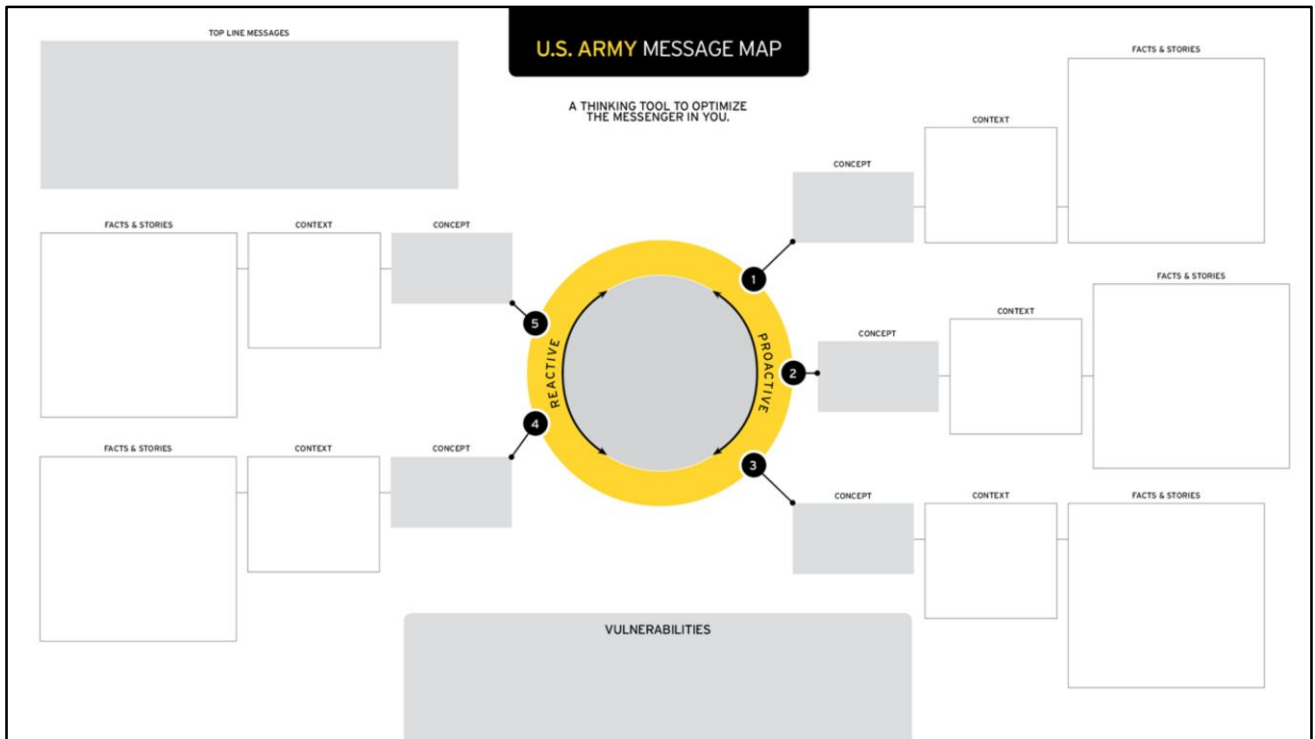 TOP LINE MESSAGES
U.S. ARMY MESSAGE MAP
A THINKING TOOL TO OPTIMIZE
THE MESSENGER IN YOU.
FACTS & STORIES
CONTEXT
CONCEPT
1
FACTS & STORIES
CONTEXT
CONCEPT
2
FACTS & STORIES
CONTEXT
CONCEPT
3
PROACTIVE
REACTIVE
FACTS & STORIES
CONTEXT
CONCEPT
5
FACTS & STORIES
CONTEXT
CONCEPT
4
VULNERABILITIES